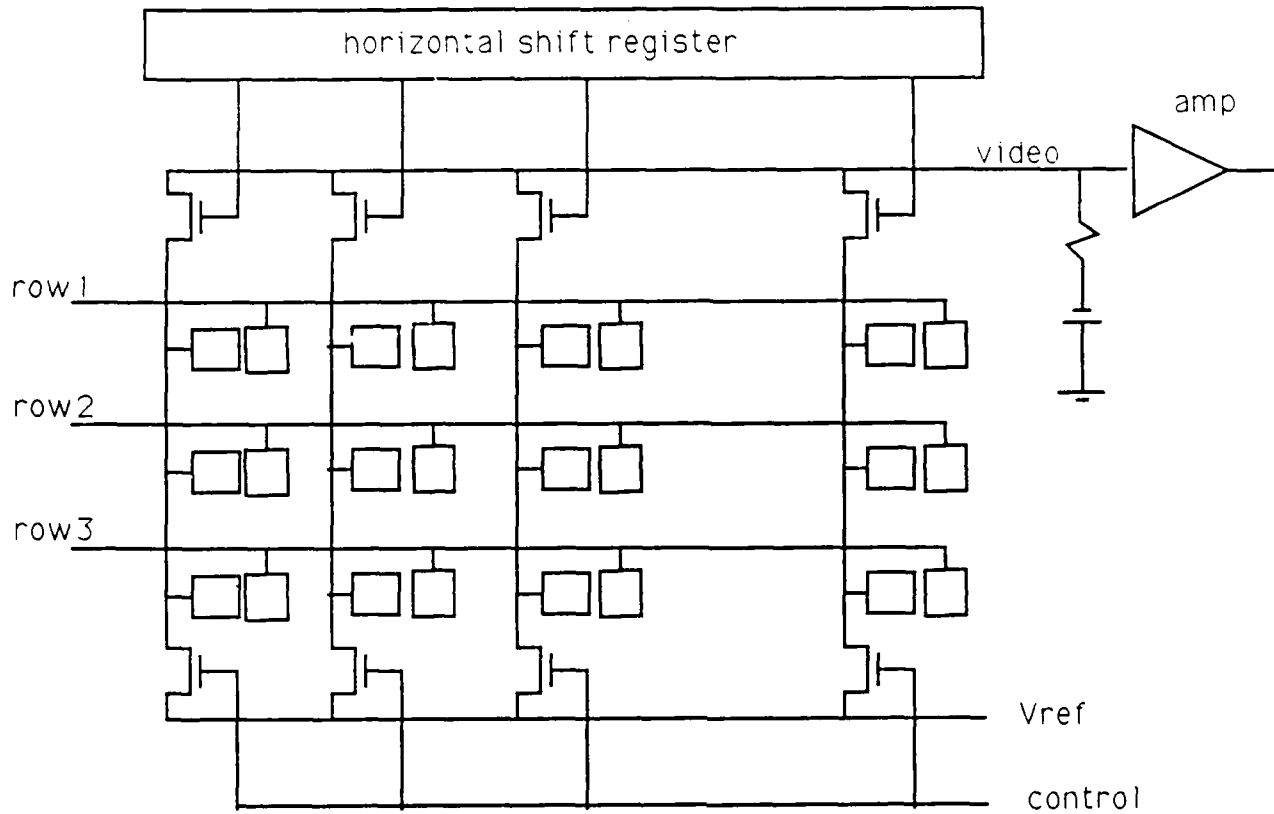 horizontal shift register
amp
video
row1
row2
row3
Vref
control